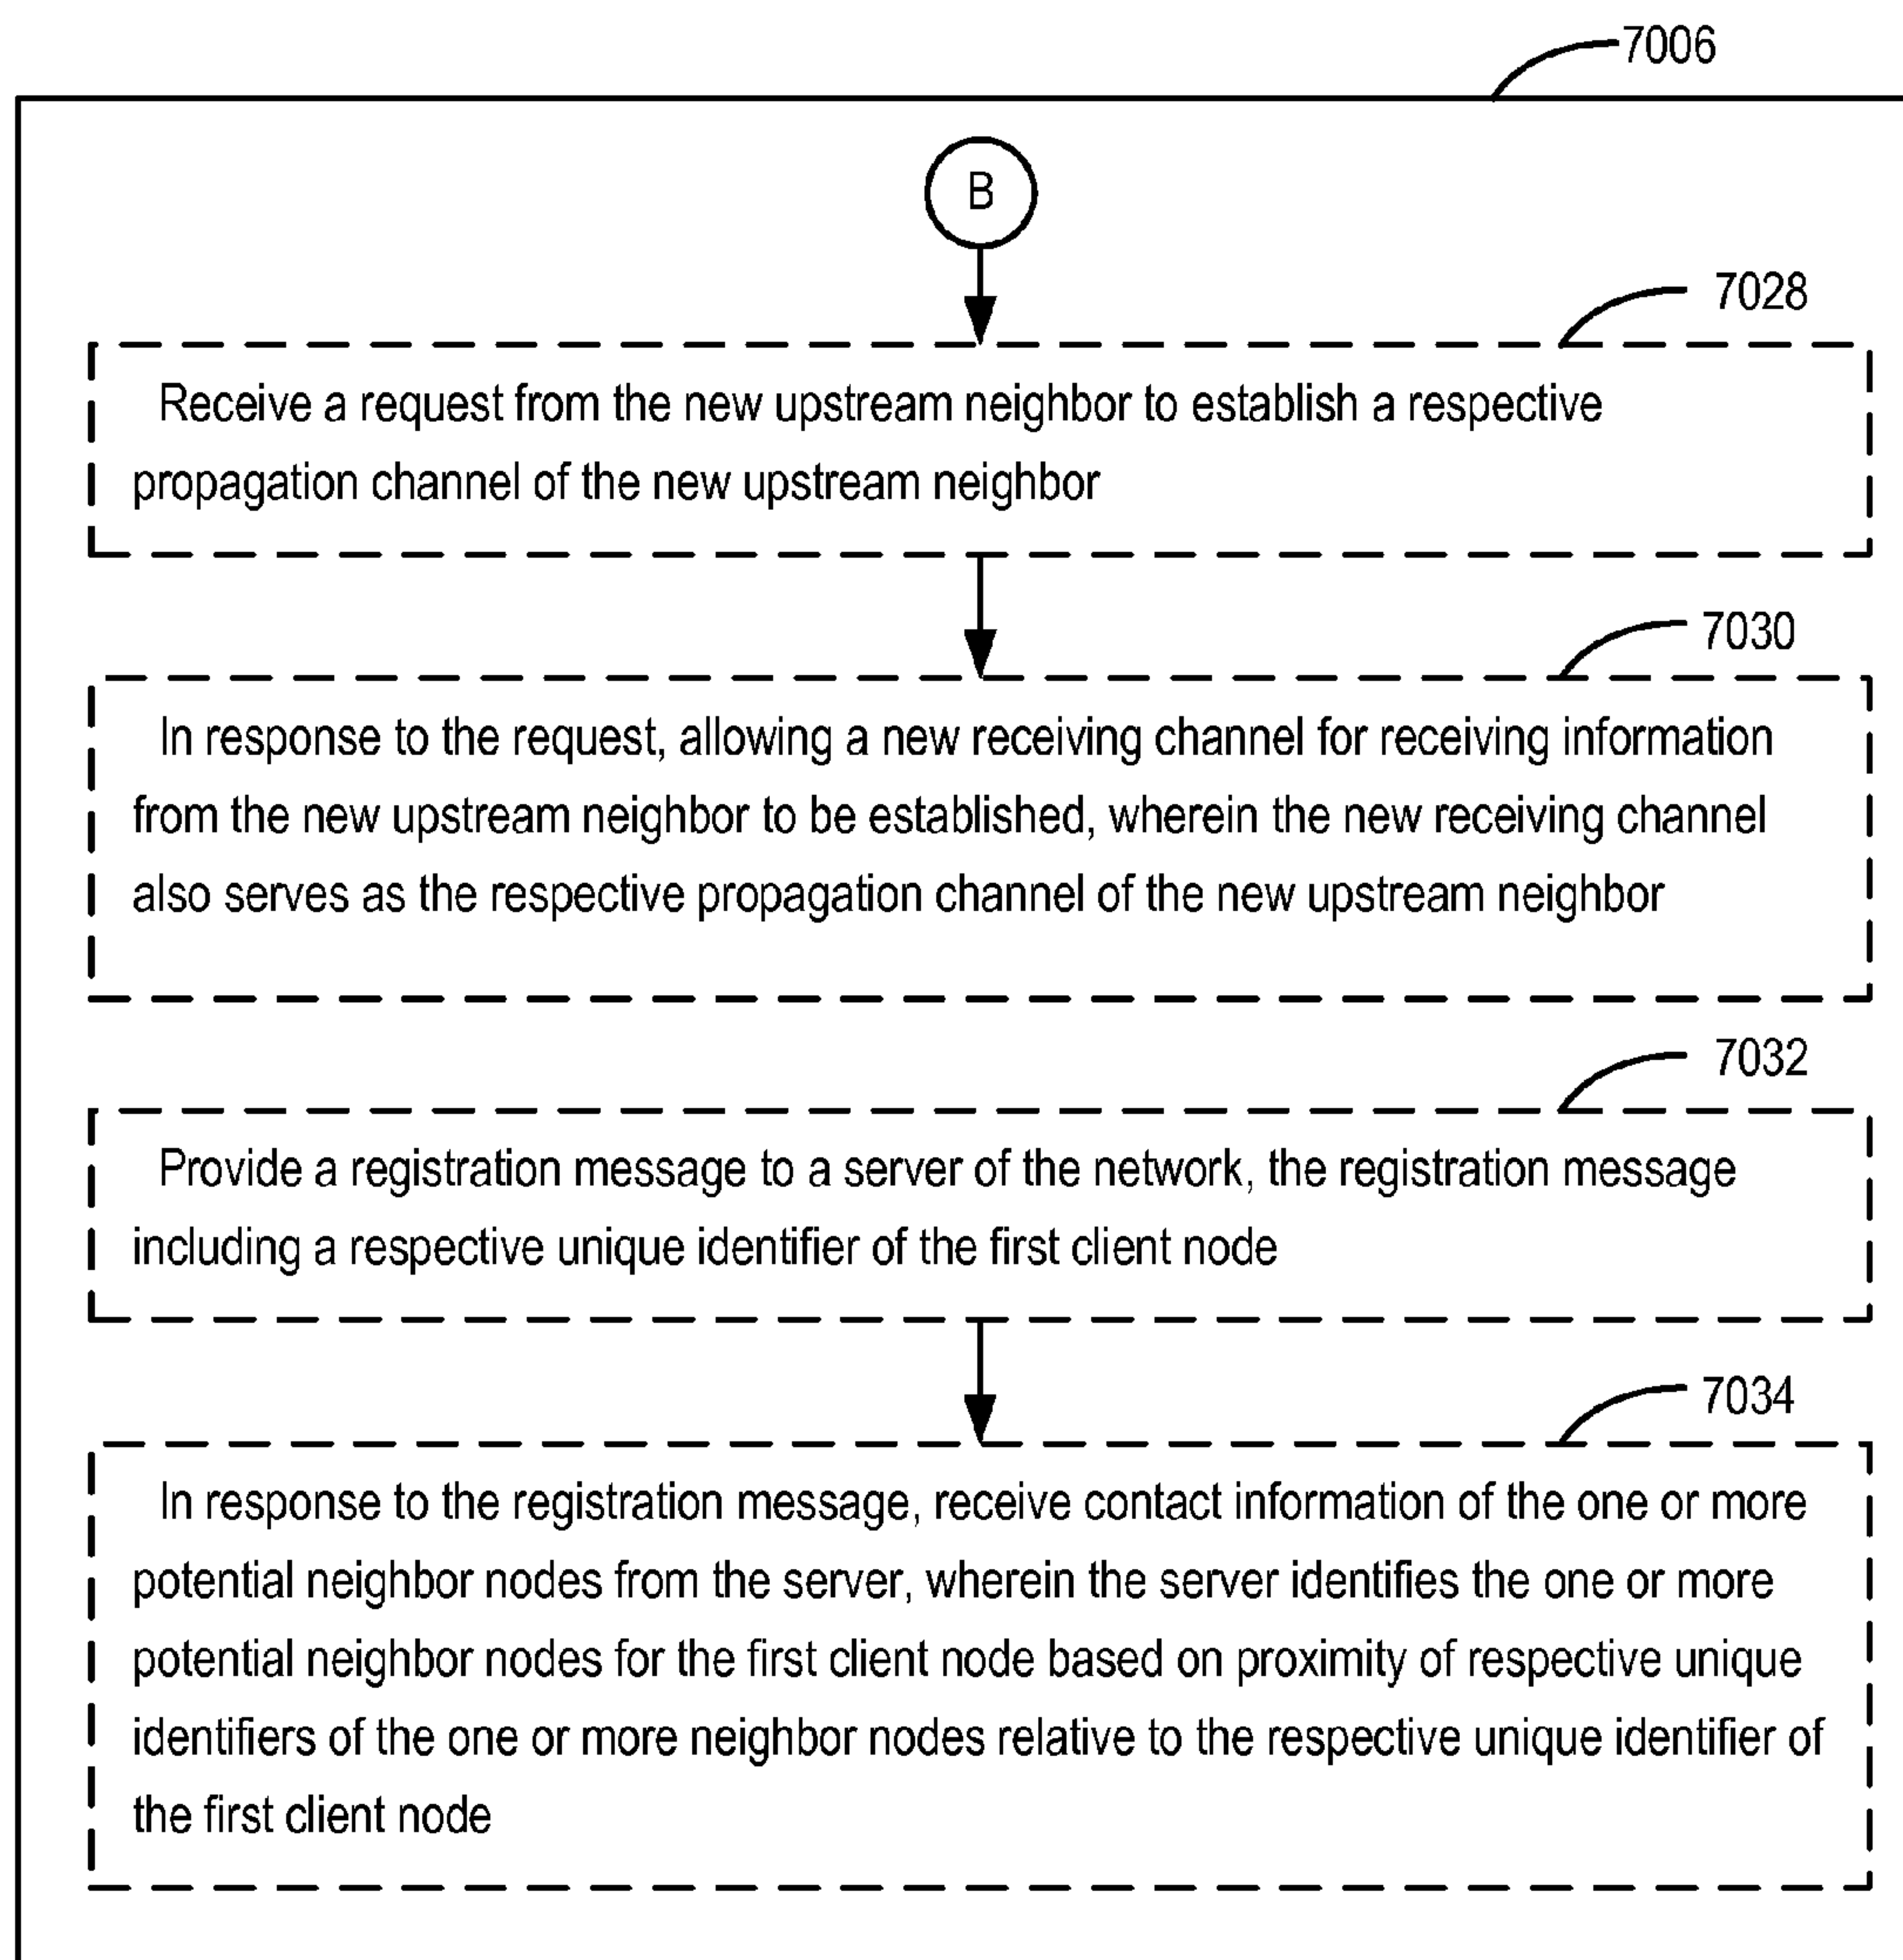 7006
B
7028
Receive a request from the new upstream neighbor to establish a respective
propagation channel of the new upstream neighbor
7030
In response to the request, allowing a new receiving channel for receiving information
from the new upstream neighbor to be established, wherein the new receiving channel
also serves as the respective propagation channel of the new upstream neighbor
7032
Provide a registration message to a server of the network, the registration message
including a respective unique identifier of the first client node
7034
In response to the registration message, receive contact information of the one or more
potential neighbor nodes from the server, wherein the server identifies the one or more
potential neighbor nodes for the first client node based on proximity of respective unique
identifiers of the one or more neighbor nodes relative to the respective unique identifier of
the first client node